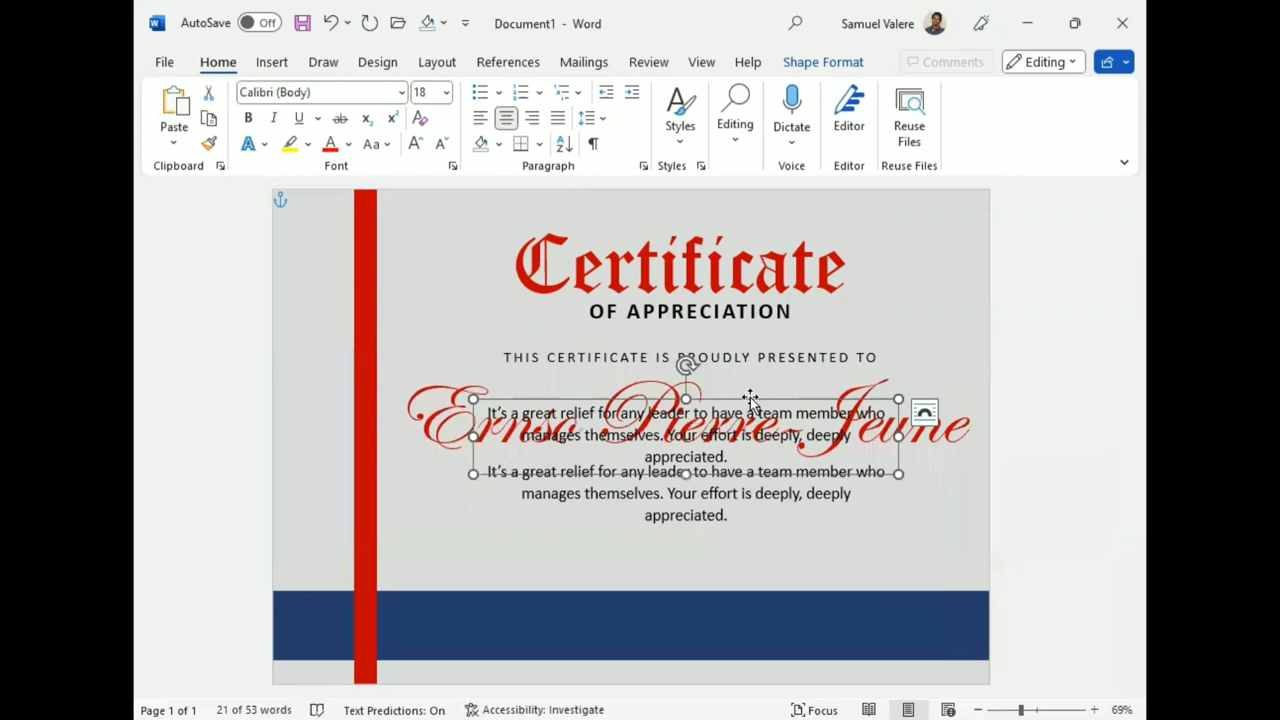 AutoSave Off Document1 - Word Samuel Valere
File Home Insert Draw Design Layout References Mailings Review View Help Shape Format Comments Editing
Calibri (Body) 18
Paste Styles Editing Dictate Editor Reuse Files
Clipboard Font Paragraph Styles Voice Editor Reuse Files
Certificate
OF APPRECIATION
THIS CERTIFICATE IS PROUDLY PRESENTED TO
Ernso Pierre-Jeune
It's a great relief for any leader to have a team member who
manages themselves. Your effort is deeply, deeply
appreciated.
It's a great relief for any leader to have a team member who
manages themselves. Your effort is deeply, deeply
appreciated.
Page 1 of 1 21 of 53 words Text Predictions: On Accessibility: Investigate Focus 69%